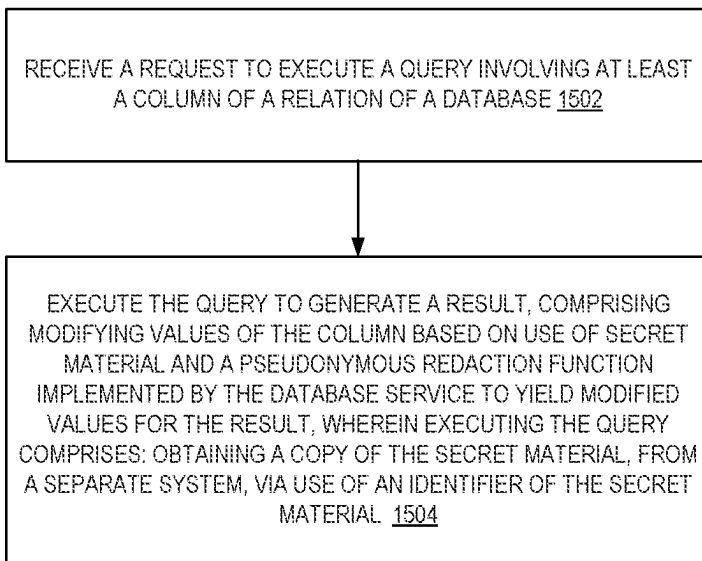 RECEIVE A REQUEST TO EXECUTE A QUERY INVOLVING AT LEAST
A COLUMN OF A RELATION OF A DATABASE 1502
EXECUTE THE QUERY TO GENERATE A RESULT, COMPRISING
MODIFYING VALUES OF THE COLUMN BASED ON USE OF SECRET
MATERIAL AND A PSEUDONYMOUS REDACTION FUNCTION
IMPLEMENTED BY THE DATABASE SERVICE TO YIELD MODIFIED
VALUES FOR THE RESULT, WHEREIN EXECUTING THE QUERY
COMPRISES: OBTAINING A COPY OF THE SECRET MATERIAL, FROM
A SEPARATE SYSTEM, VIA USE OF AN IDENTIFIER OF THE SECRET
MATERIAL 1504